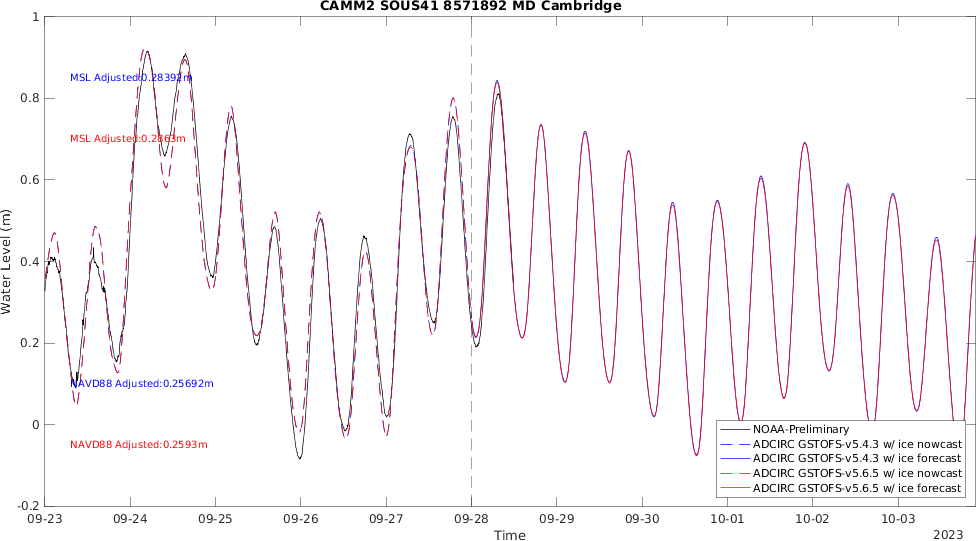 CAMM2 SOUS41 8571892 MD Cambridge
1
0.8
0.6
0.4
0.2
0
-0.2
Water Level (m)
MSL Adjusted:0.28392m
MSL Adjusted:0.2863m
NAVD88 Adjusted:0.25692m
NAVD88 Adjusted:0.2593m
NOAA-Preliminary
ADCIRC GSTOFS-v5.4.3 w/ ice nowcast
ADCIRC GSTOFS-v5.4.3 w/ ice forecast
ADCIRC GSTOFS-v5.6.5 w/ ice nowcast
ADCIRC GSTOFS-v5.6.5 w/ ice forecast
09-23 09-24 09-25 09-26 09-27 09-28 09-29 09-30 10-01 10-02 10-03
Time
2023